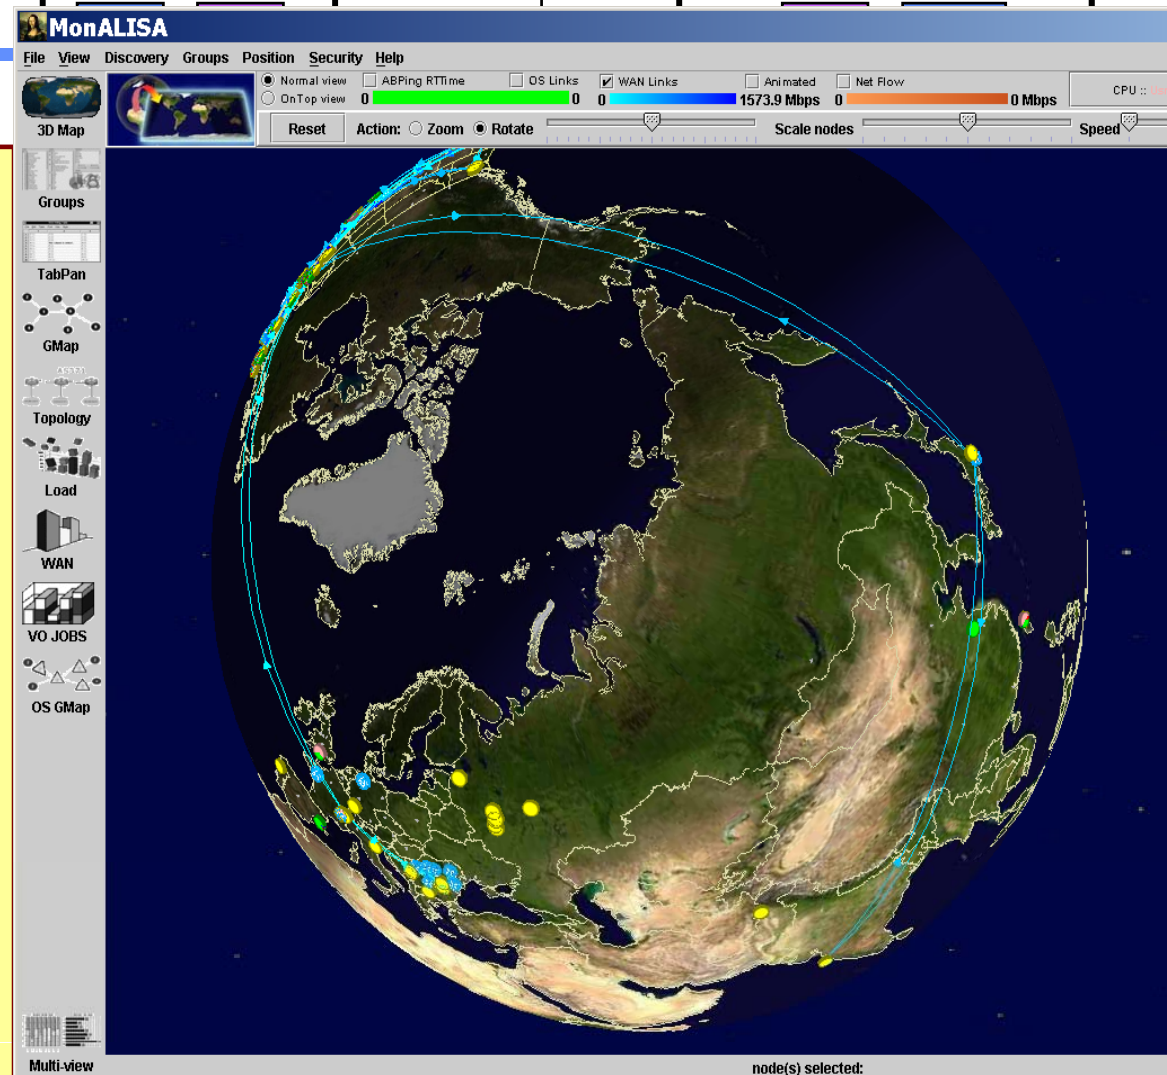 MonALISA
File View Discovery Groups Position Security Help
Normal view ABPing RTTime OS Links WAN Links Animated Net Flow
OnTop view 0 0 0 1573.9 Mbps 0 0 Mbps CPU ::
Reset Action: Zoom Rotate Scale nodes Speed
3D Map
Groups
TabPan
GMap
Topology
Load
WAN
VO JOBS
OS GMap
Multi-view
node(s) selected: